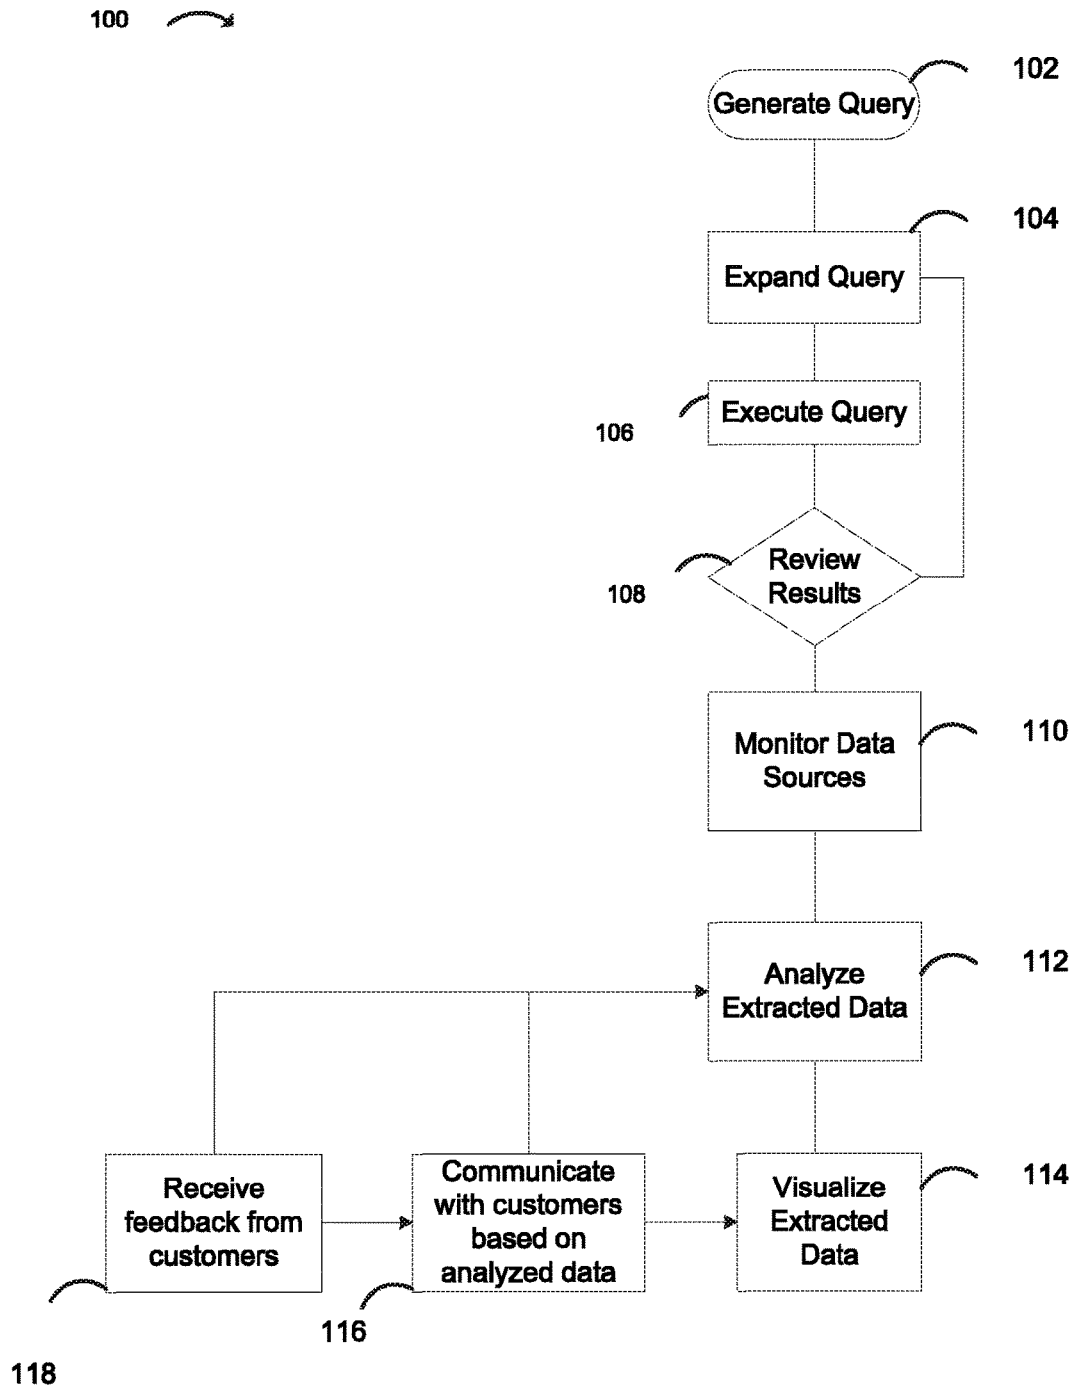 100
102
Generate Query
104
Expand Query
Execute Query
106
Review
Results
108
110
Monitor Data
Sources
112
Analyze
Extracted Data
Receive
feedback from
customers
Communicate
with customers
based on
analyzed data
Visualize
Extracted
Data
114
116
118